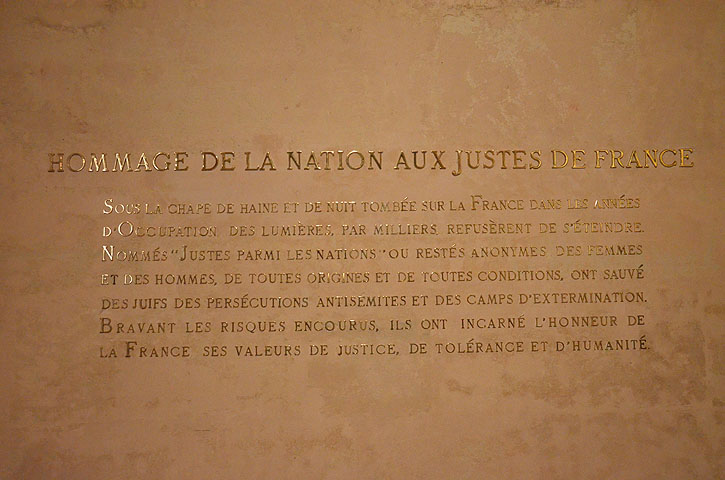 HOMMAGE DE LA NATION AUX JUSTES DE FRANCE
SOUS LA CHAPE DE HAINE ET DE NUIT TOMBÉE SUR LA FRANCE DANS LES ANNÉES
D'OCCUPATION, DES LUMIÈRES, PAR MILLIERS, REFUSÈRENT DE S'ÉTEINDRE.
NOMMÉS "JUSTES PARMI LES NATIONS" OU RESTÉS ANONYMES, DES FEMMES
ET DES HOMMES, DE TOUTES ORIGINES ET DE TOUTES CONDITIONS, ONT SAUVÉ
DES JUIFS DES PERSÉCUTIONS ANTISÉMITES ET DES CAMPS D'EXTERMINATION.
BRAVANT LES RISQUES ENCOURUS, ILS ONT INCARNÉ L'HONNEUR DE
LA FRANCE SES VALEURS DE JUSTICE, DE TOLÉRANCE ET D'HUMANITÉ.